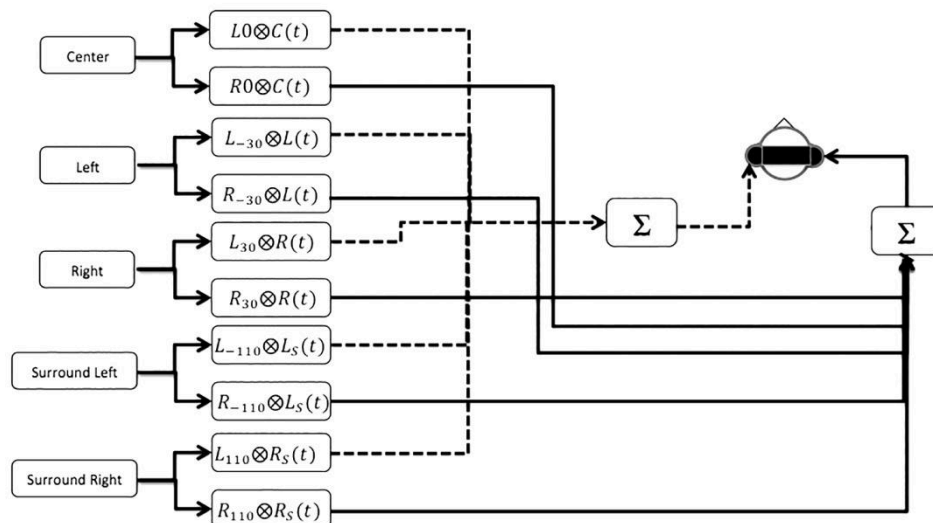 Center
L0⊗C(t)
R0⊗C(t)
Left
L₋₃₀⊗L(t)
R₋₃₀⊗L(t)
Right
L₃₀⊗R(t)
R₃₀⊗R(t)
Surround Left
L₋₁₁₀⊗L_S(t)
R₋₁₁₀⊗L_S(t)
Surround Right
L₁₁₀⊗R_S(t)
R₁₁₀⊗R_S(t)
Σ
Σ